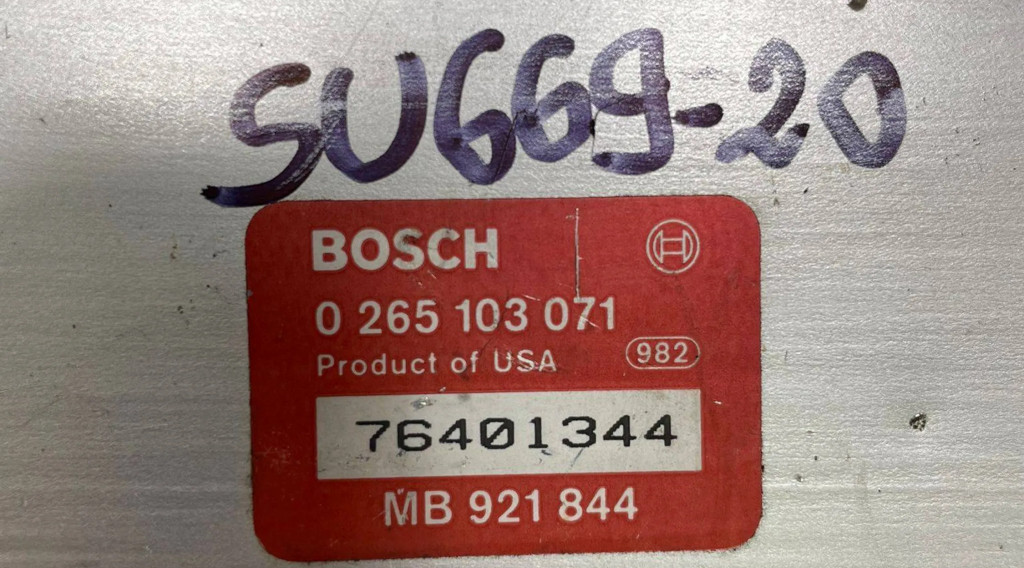 SU669-20
BOSCH
0 265 103 071
Product of USA 982
76401344
MB 921 844